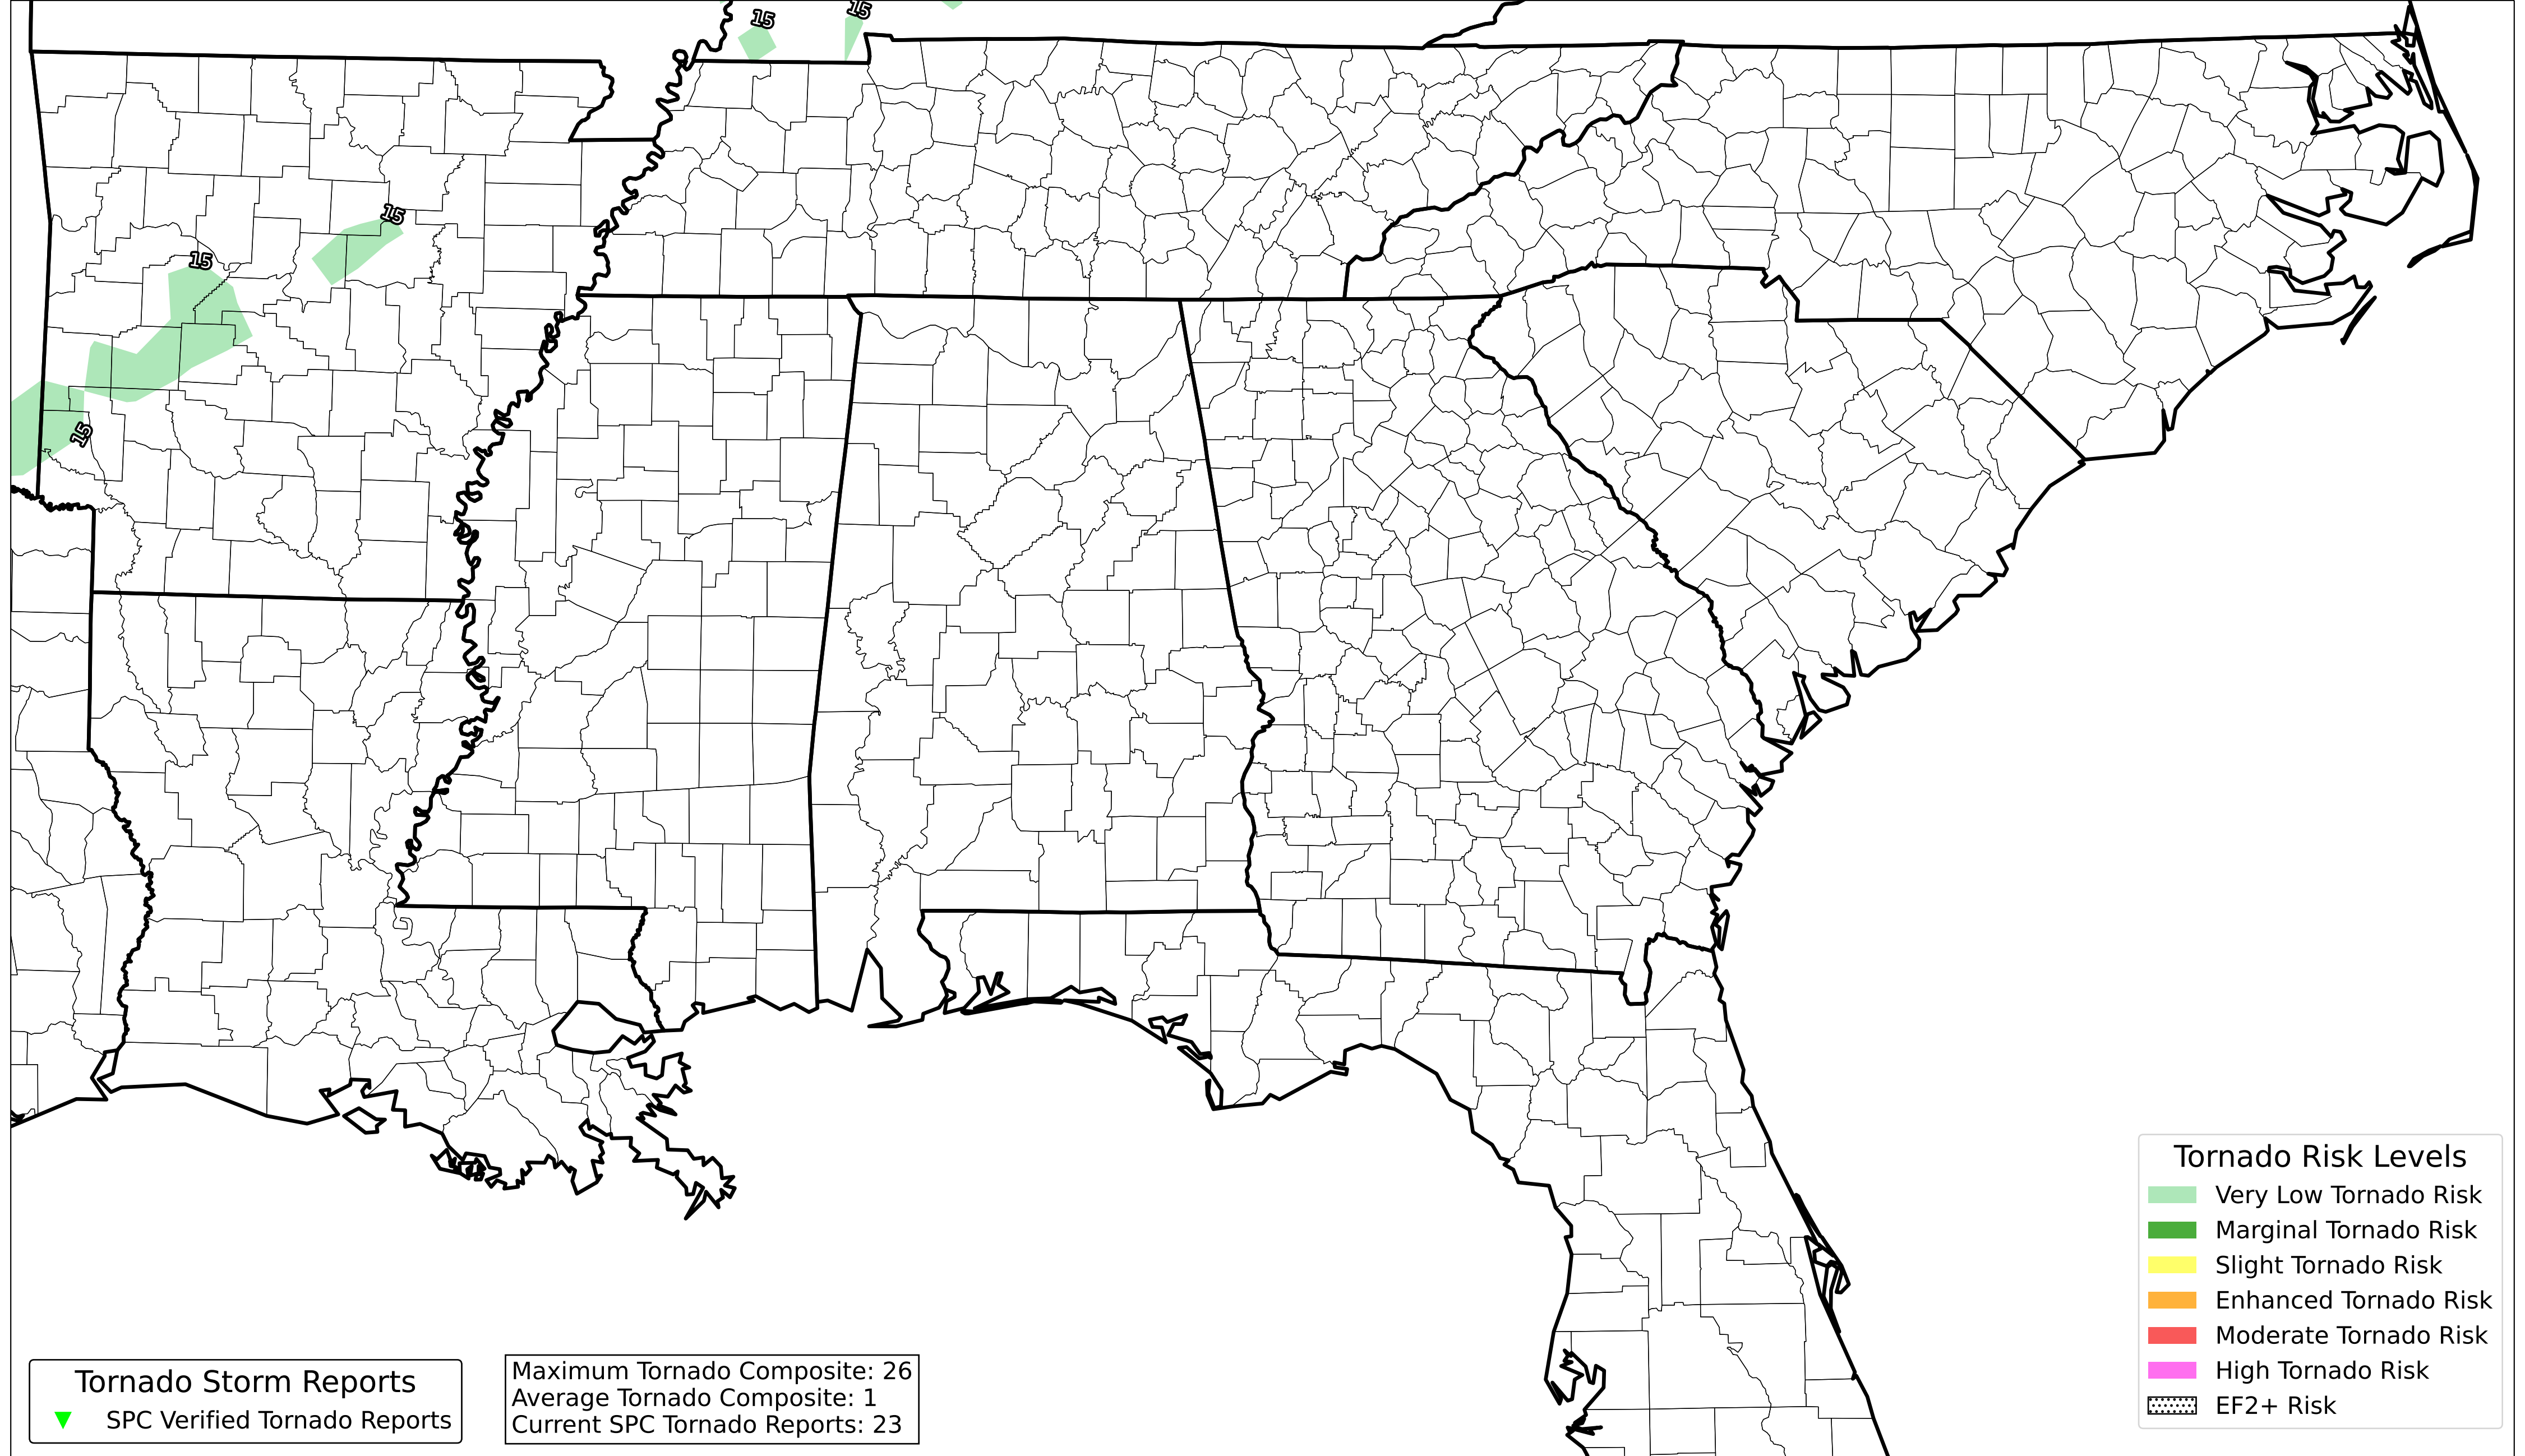 15
15
15
15
15
Tornado Risk Levels
Very Low Tornado Risk
Marginal Tornado Risk
Slight Tornado Risk
Enhanced Tornado Risk
Moderate Tornado Risk
High Tornado Risk
EF2+ Risk
Tornado Storm Reports
SPC Verified Tornado Reports
Maximum Tornado Composite: 26
Average Tornado Composite: 1
Current SPC Tornado Reports: 23